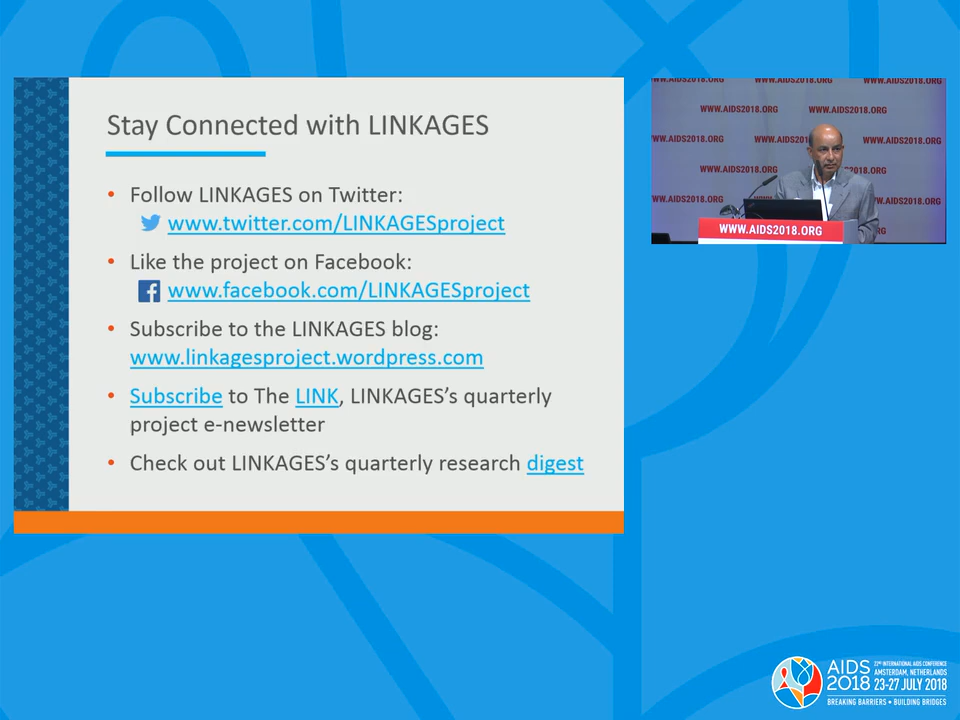 Stay Connected with LINKAGES
• Follow LINKAGES on Twitter:
www.twitter.com/LINKAGESproject
• Like the project on Facebook:
www.facebook.com/LINKAGESproject
• Subscribe to the LINKAGES blog:
www.linkagesproject.wordpress.com
• Subscribe to The LINK, LINKAGES’s quarterly
project e-newsletter
• Check out LINKAGES’s quarterly research digest
WWW.AIDS2018.ORG WWW.AIDS2018.ORG WWW.AIDS2018.ORG
WWW.AIDS2018.ORG WWW.AIDS2018.ORG
WWW.AIDS2018.ORG WWW.AIDS2018.ORG
WWW.AIDS2018.ORG
WWW.AIDS2018.ORG
AIDS 2018
22ND INTERNATIONAL AIDS CONFERENCE
AMSTERDAM, NETHERLANDS
23-27 JULY 2018
BREAKING BARRIERS • BUILDING BRIDGES